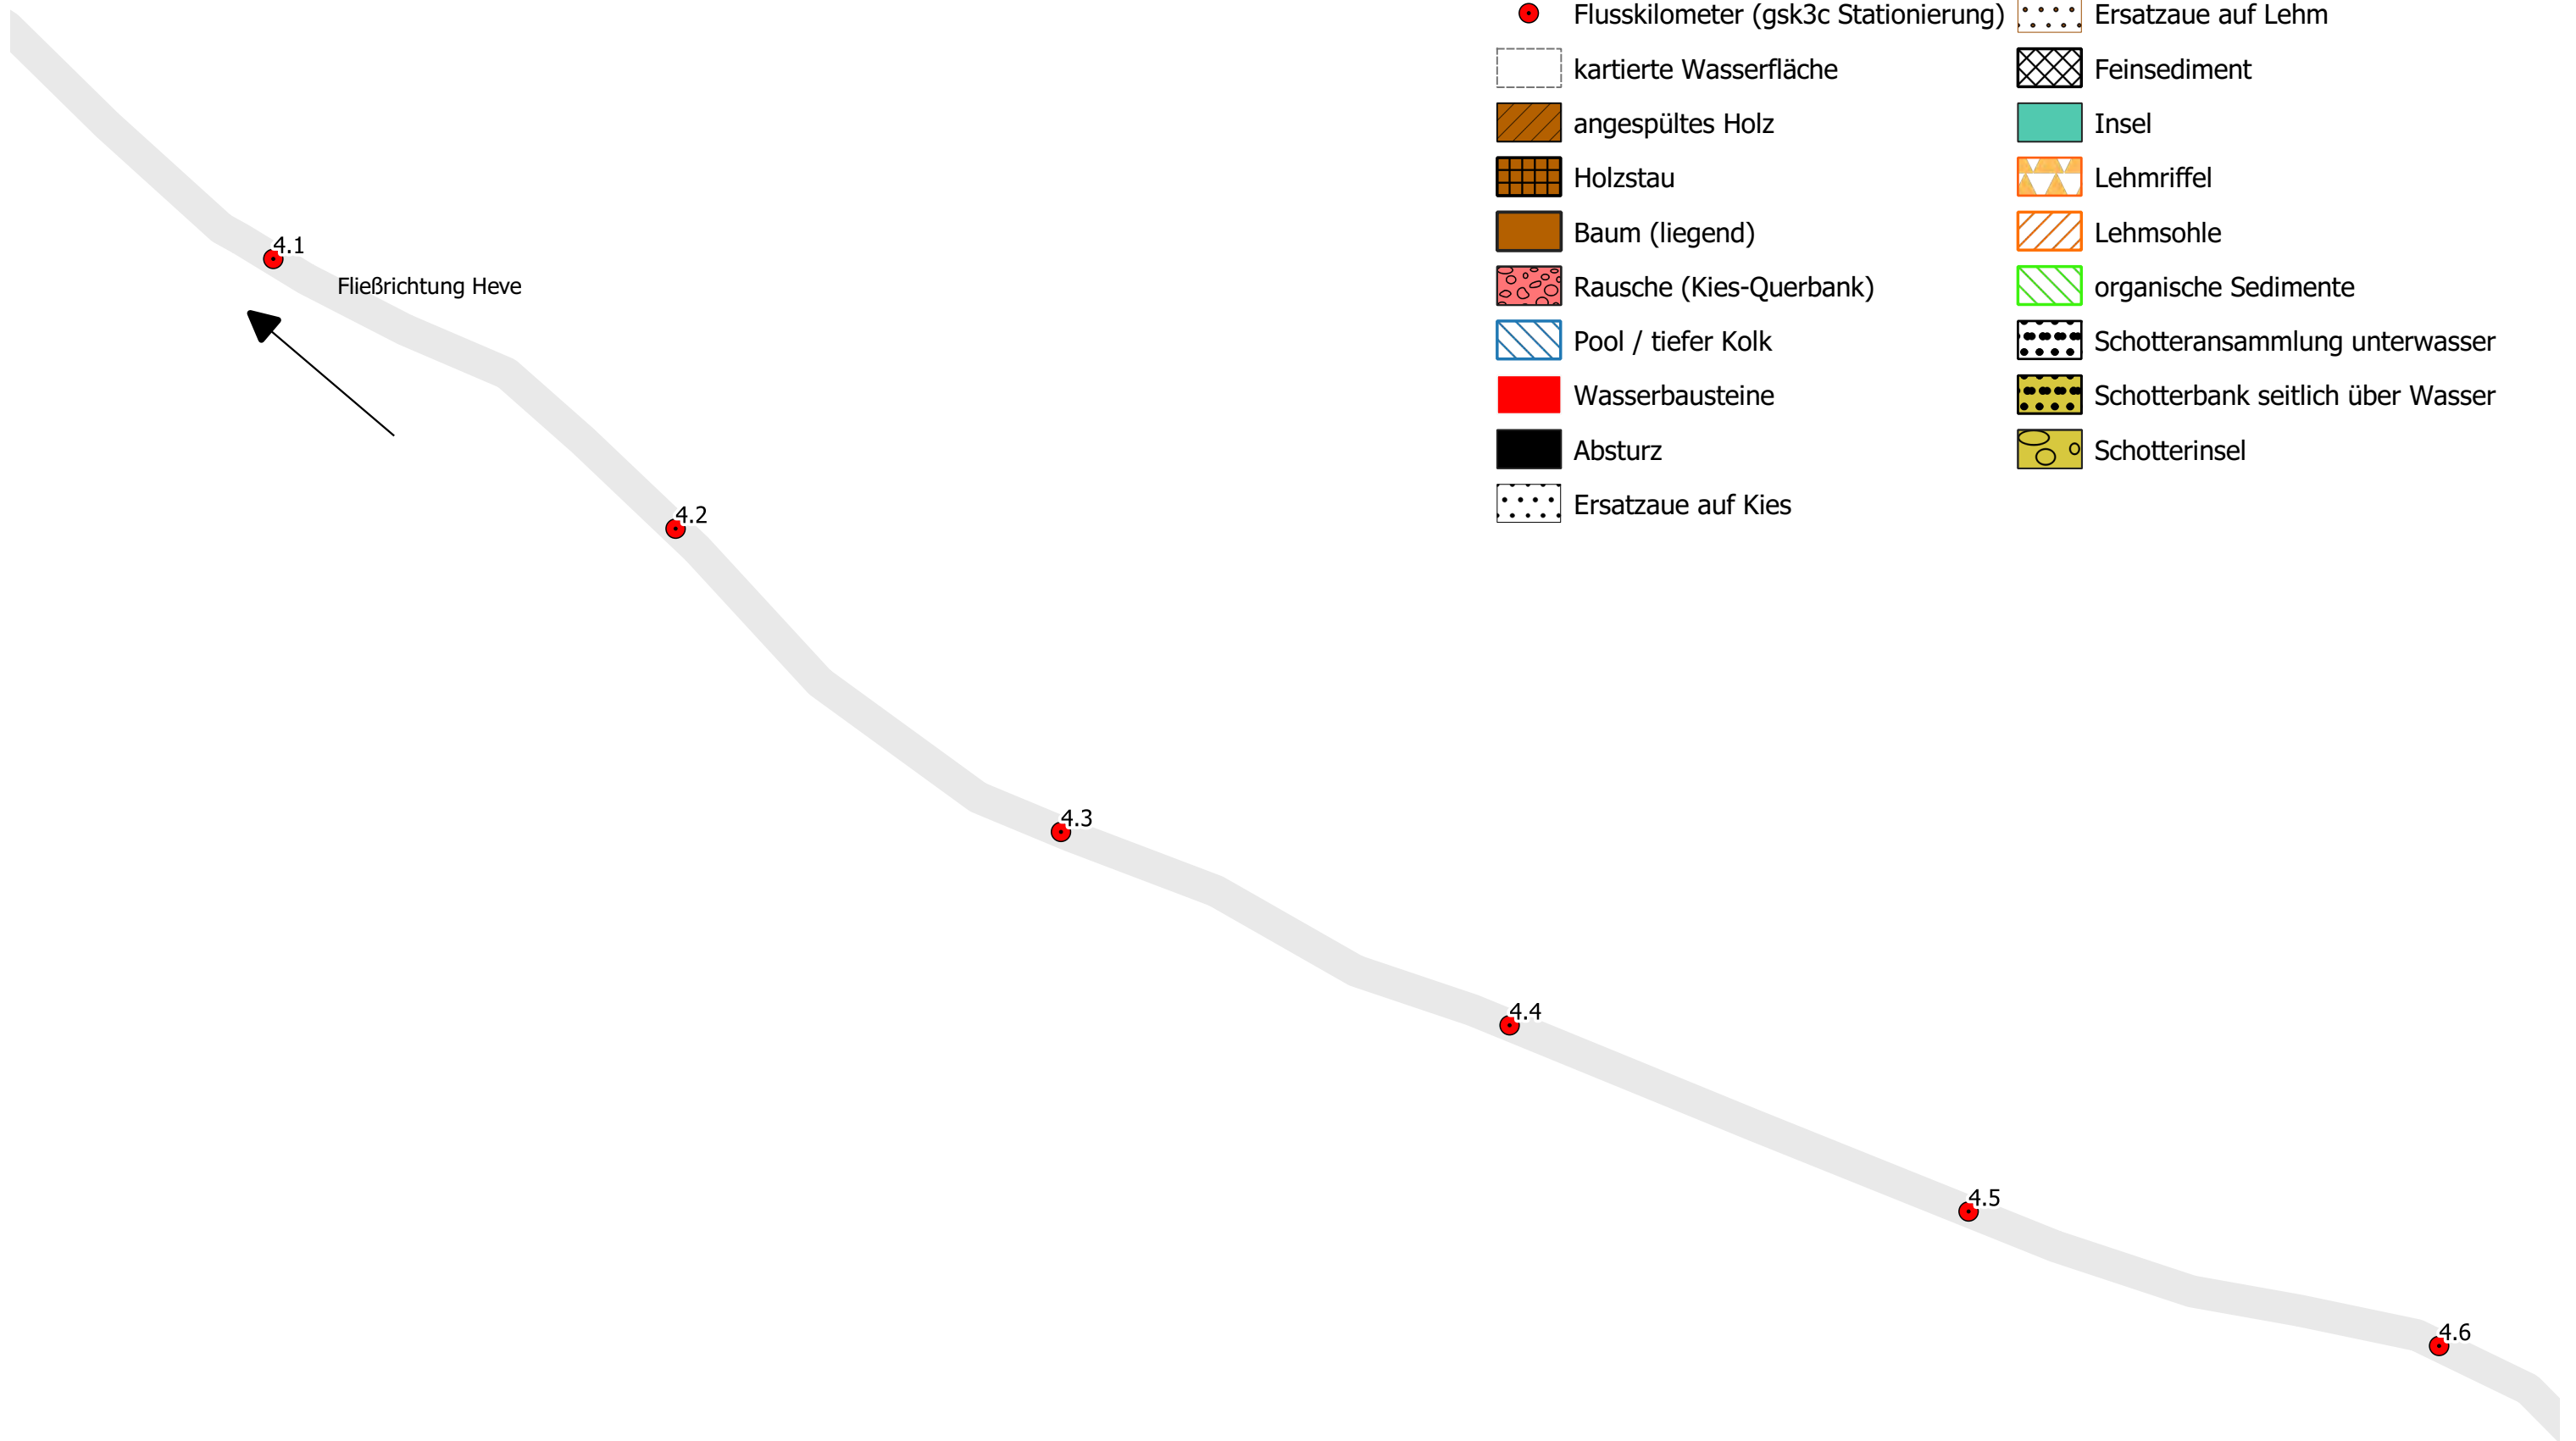 Flusskilometer (gsk3c Stationierung)
kartierte Wasserfläche
angespültes Holz
Holzstau
Baum (liegend)
Rausche (Kies-Querbank)
Pool / tiefer Kolk
Wasserbausteine
Absturz
Ersatzaue auf Kies
Ersatzaue auf Lehm
Feinsediment
Insel
Lehmriffel
Lehmsohle
organische Sedimente
Schotteransammlung unterwasser
Schotterbank seitlich über Wasser
Schotterinsel
4.1
Fließrichtung Heve
4.2
4.3
4.4
4.5
4.6